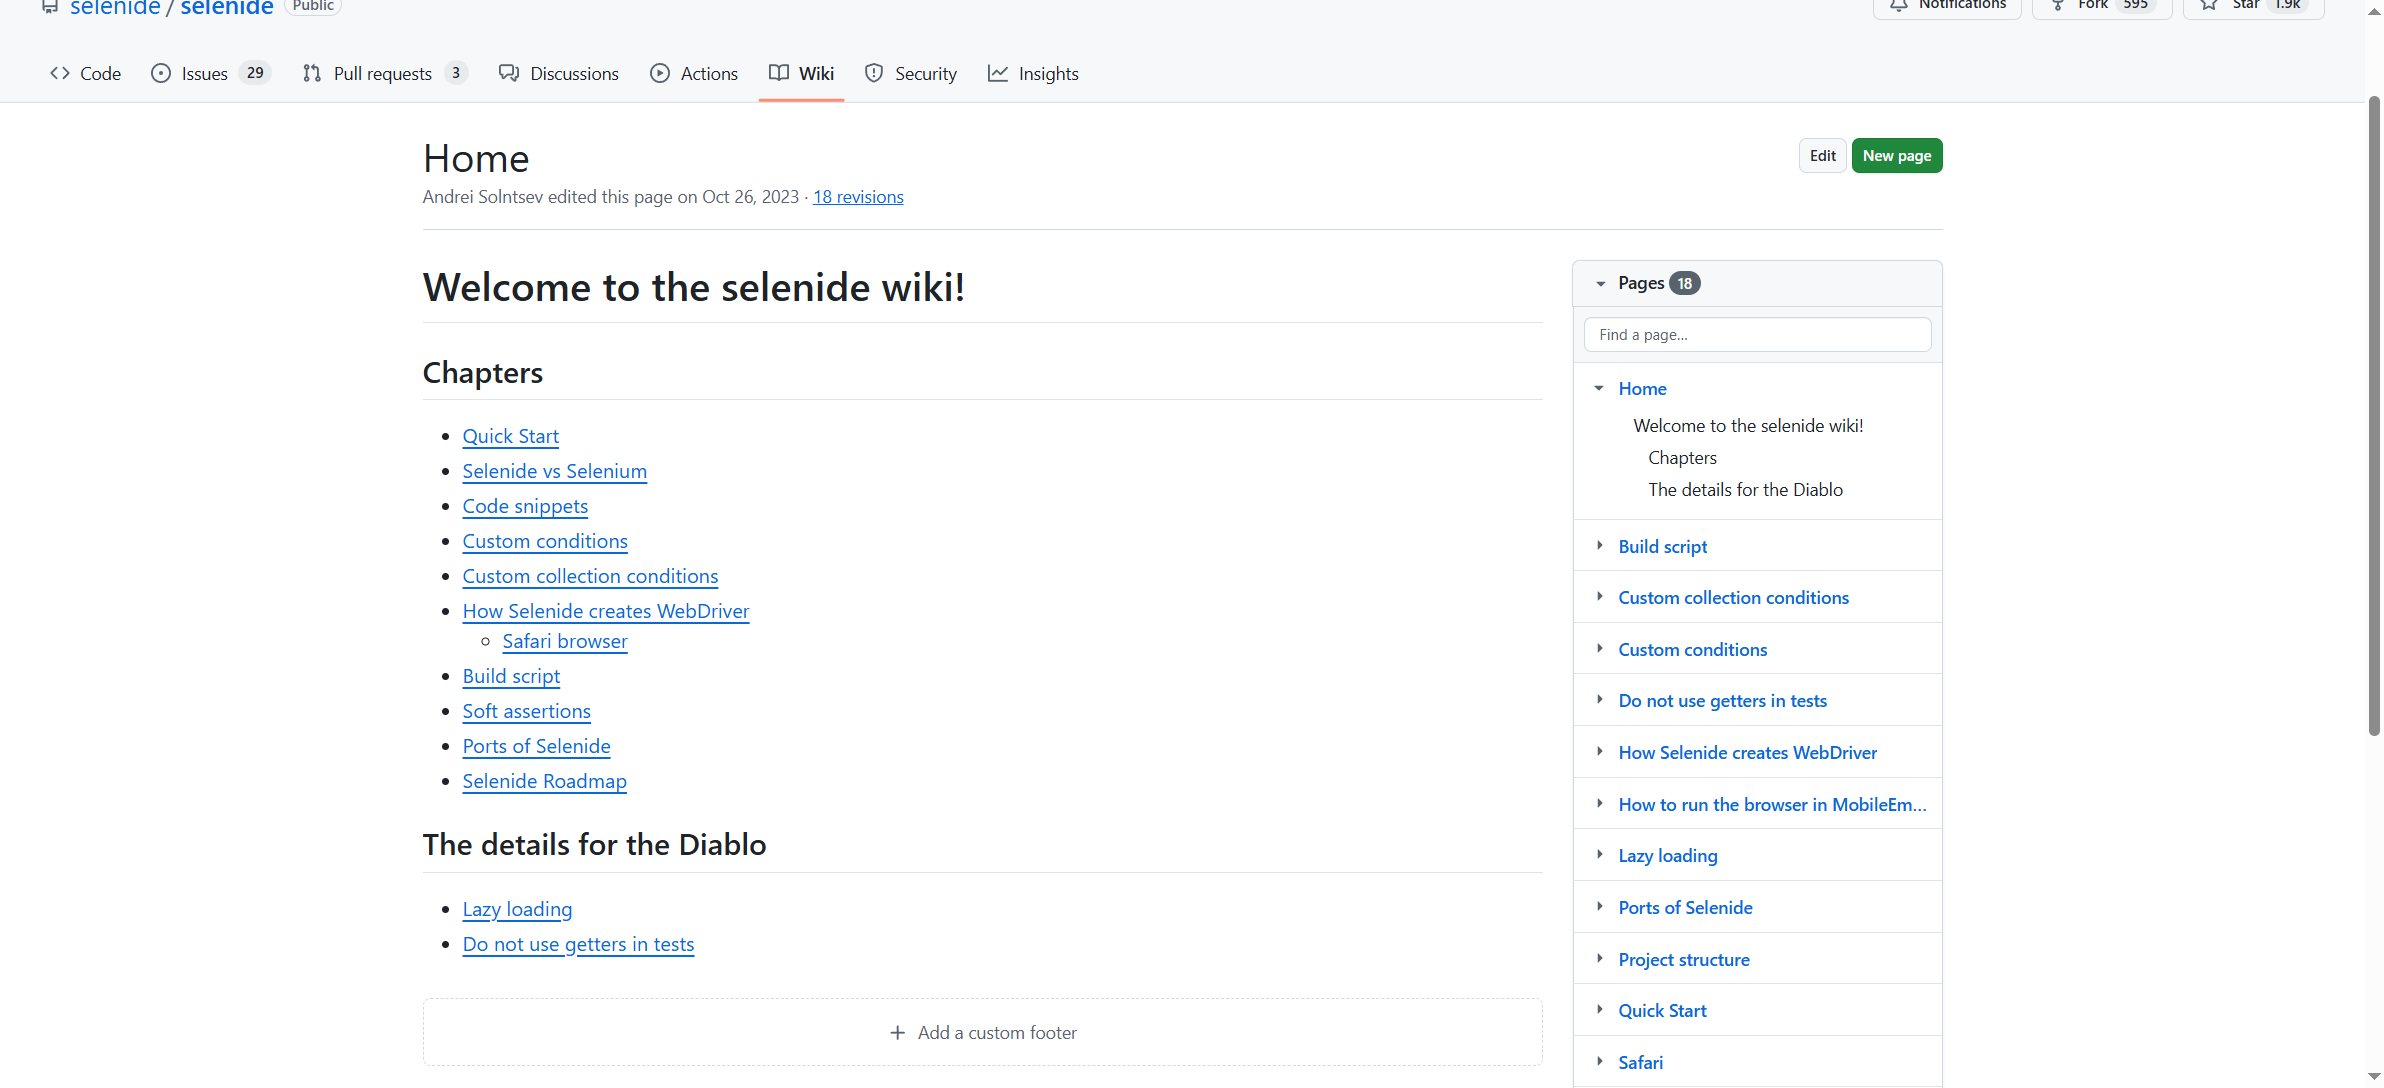 selenide / selenide Public
Notifications Fork 595 Star 1.9k
Code Issues 29 Pull requests 3 Discussions Actions Wiki Security Insights
Home
Edit New page
Andrei Solntsev edited this page on Oct 26, 2023 · 18 revisions
Welcome to the selenide wiki!
Chapters
Quick Start
Selenide vs Selenium
Code snippets
Custom conditions
Custom collection conditions
How Selenide creates WebDriver
Safari browser
Build script
Soft assertions
Ports of Selenide
Selenide Roadmap
The details for the Diablo
Lazy loading
Do not use getters in tests
Add a custom footer
Pages 18
Find a page...
Home
Welcome to the selenide wiki!
Chapters
The details for the Diablo
Build script
Custom collection conditions
Custom conditions
Do not use getters in tests
How Selenide creates WebDriver
How to run the browser in MobileEm...
Lazy loading
Ports of Selenide
Project structure
Quick Start
Safari